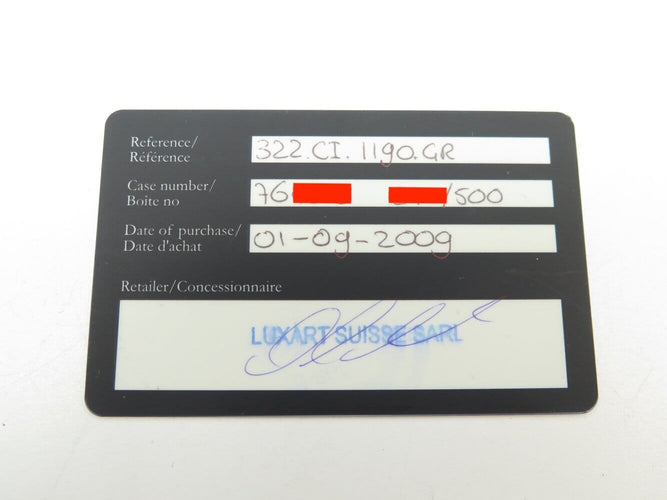 Reference/
Référence
322.CI.1190.GR
Case number/
Boîte no
76 /500
Date of purchase/
Date d'achat
01-09-2009
Retailer/Concessionnaire
LUXART SUISSE SARL